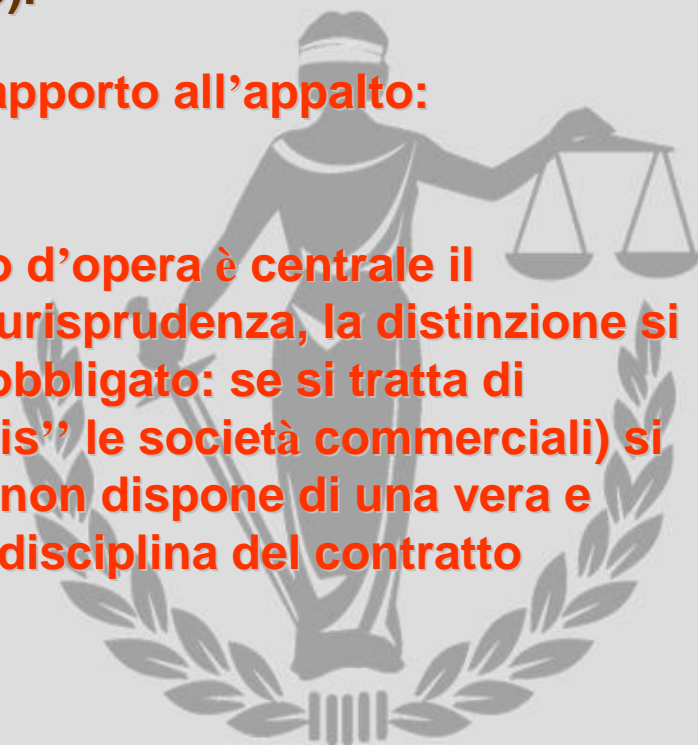 ).
apporto all’appalto:
o d’opera è centrale il
urisprudenza, la distinzione si
obbligato: se si tratta di
is’’ le società commerciali) si
non dispone di una vera e
disciplina del contratto